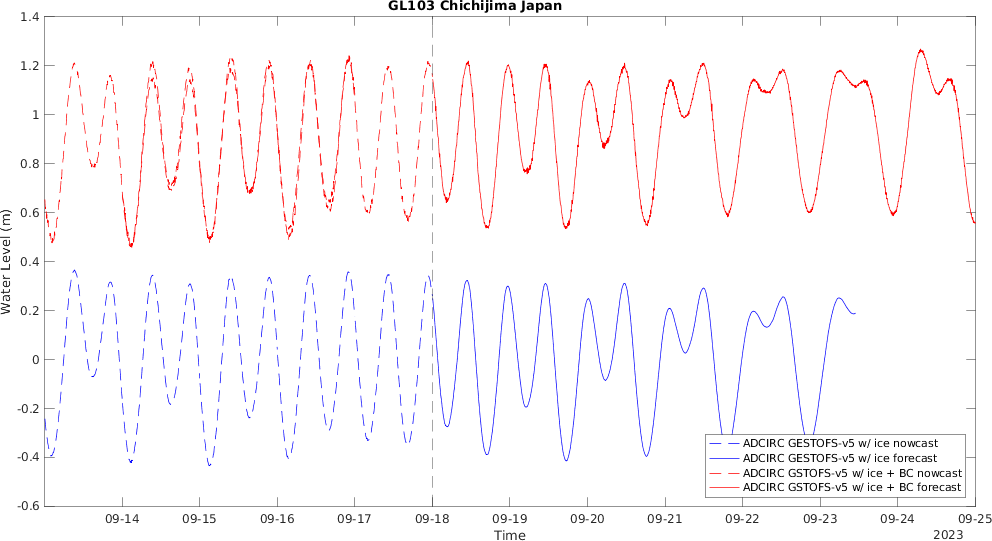 GL103 Chichijima Japan
1.4
1.2
1
0.8
0.6
0.4
0.2
0
-0.2
-0.4
-0.6
Water Level (m)
ADCIRC GESTOFS-v5 w/ ice nowcast
ADCIRC GESTOFS-v5 w/ ice forecast
ADCIRC GSTOFS-v5 w/ ice + BC nowcast
ADCIRC GSTOFS-v5 w/ ice + BC forecast
09-14 09-15 09-16 09-17 09-18 09-19 09-20 09-21 09-22 09-23 09-24 09-25
Time
2023